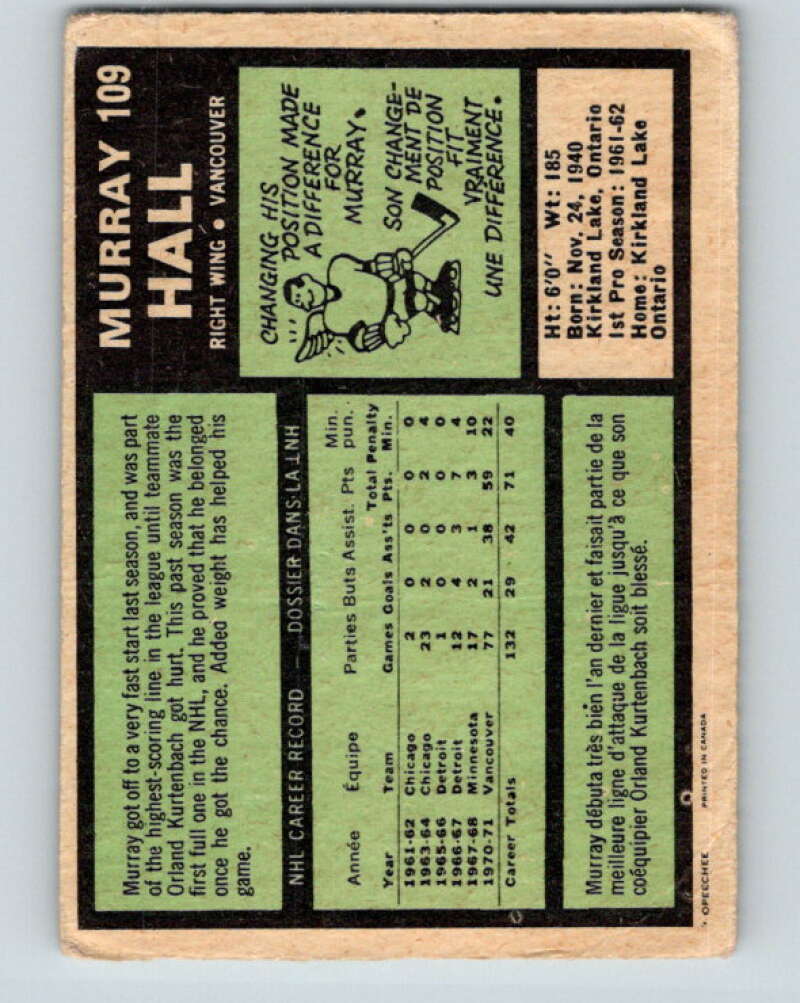 MURRAY 109
HALL
RIGHT WING • VANCOUVER
CHANGING HIS
POSITION MADE
A DIFFERENCE
FOR
MURRAY.
SON CHANGE-
MENT DE
POSITION
FIT
VRAIMENT
UNE DIFFÉRENCE.
Ht: 6'0" Wt: 185
Born: Nov. 24, 1940
Kirkland Lake, Ontario
1st Pro Season: 1961-62
Home: Kirkland Lake
Ontario
Murray got off to a very fast start last season, and was part
of the highest-scoring line in the league until teammate
Orland Kurtenbach got hurt. This past season was the
first full one in the NHL, and he proved that he belonged
once he got the chance. Added weight has helped his
game.
NHL CAREER RECORD — DOSSIER DANS LA LNH
Année Équipe Parties Buts Assist. Pts Min. pun.
Year Team Games Goals Ass'ts Total Pts. Penalty Min.
1961-62 Chicago 2 0 0 0 0
1963-64 Chicago 23 2 0 2 4
1965-66 Detroit 1 0 0 0 0
1966-67 Detroit 12 4 3 7 4
1967-68 Minnesota 17 2 1 3 10
1970-71 Vancouver 77 21 38 59 22
Career Totals 132 29 42 71 40
Murray débuta très bien l'an dernier et faisait partie de la
meilleure ligne d'attaque de la ligue jusqu'à ce que son
coéquipier Orland Kurtenbach soit blessé.
OPEECHEE PRINTED IN CANADA